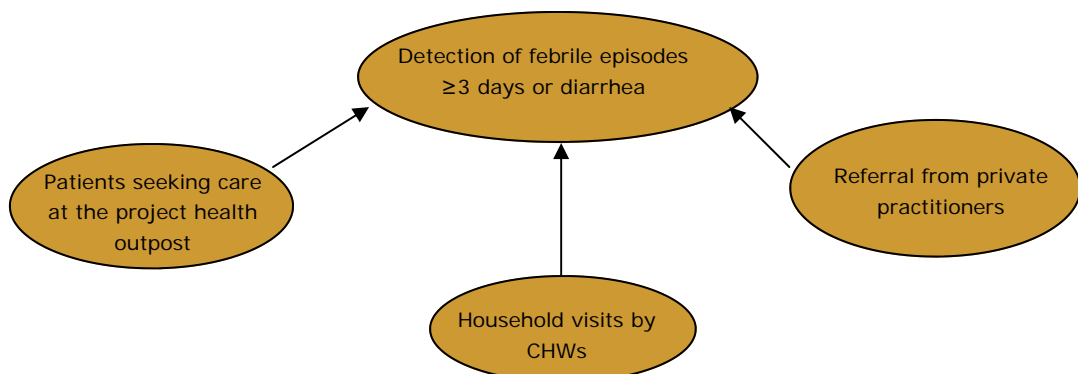 Detection of febrile episodes
≥3 days or diarrhea
Patients seeking care
at the project health
outpost
Referral from private
practitioners
Household visits by
CHWs